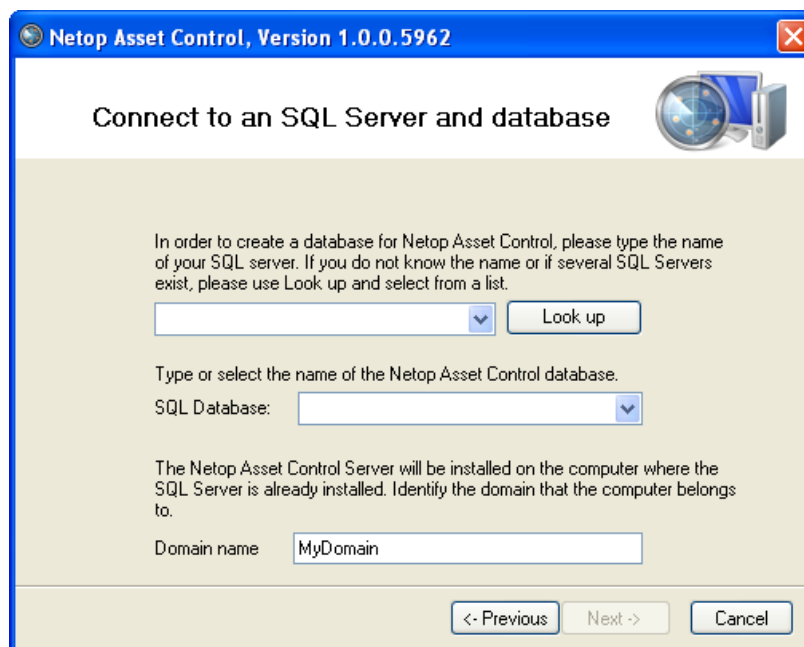 Netop Asset Control, Version 1.0.0.5962
Connect to an SQL Server and database
In order to create a database for Netop Asset Control, please type the name
of your SQL server. If you do not know the name or if several SQL Servers
exist, please use Look up and select from a list.
Look up
Type or select the name of the Netop Asset Control database.
SQL Database:
The Netop Asset Control Server will be installed on the computer where the
SQL Server is already installed. Identify the domain that the computer belongs
to.
Domain name MyDomain
<- Previous Next -> Cancel